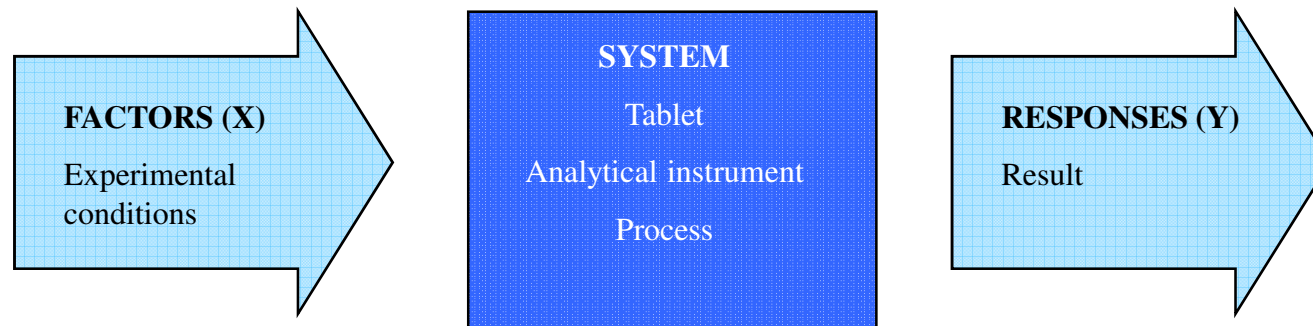 FACTORS (X)
Experimental
conditions
SYSTEM
Tablet
Analytical instrument
Process
RESPONSES (Y)
Result